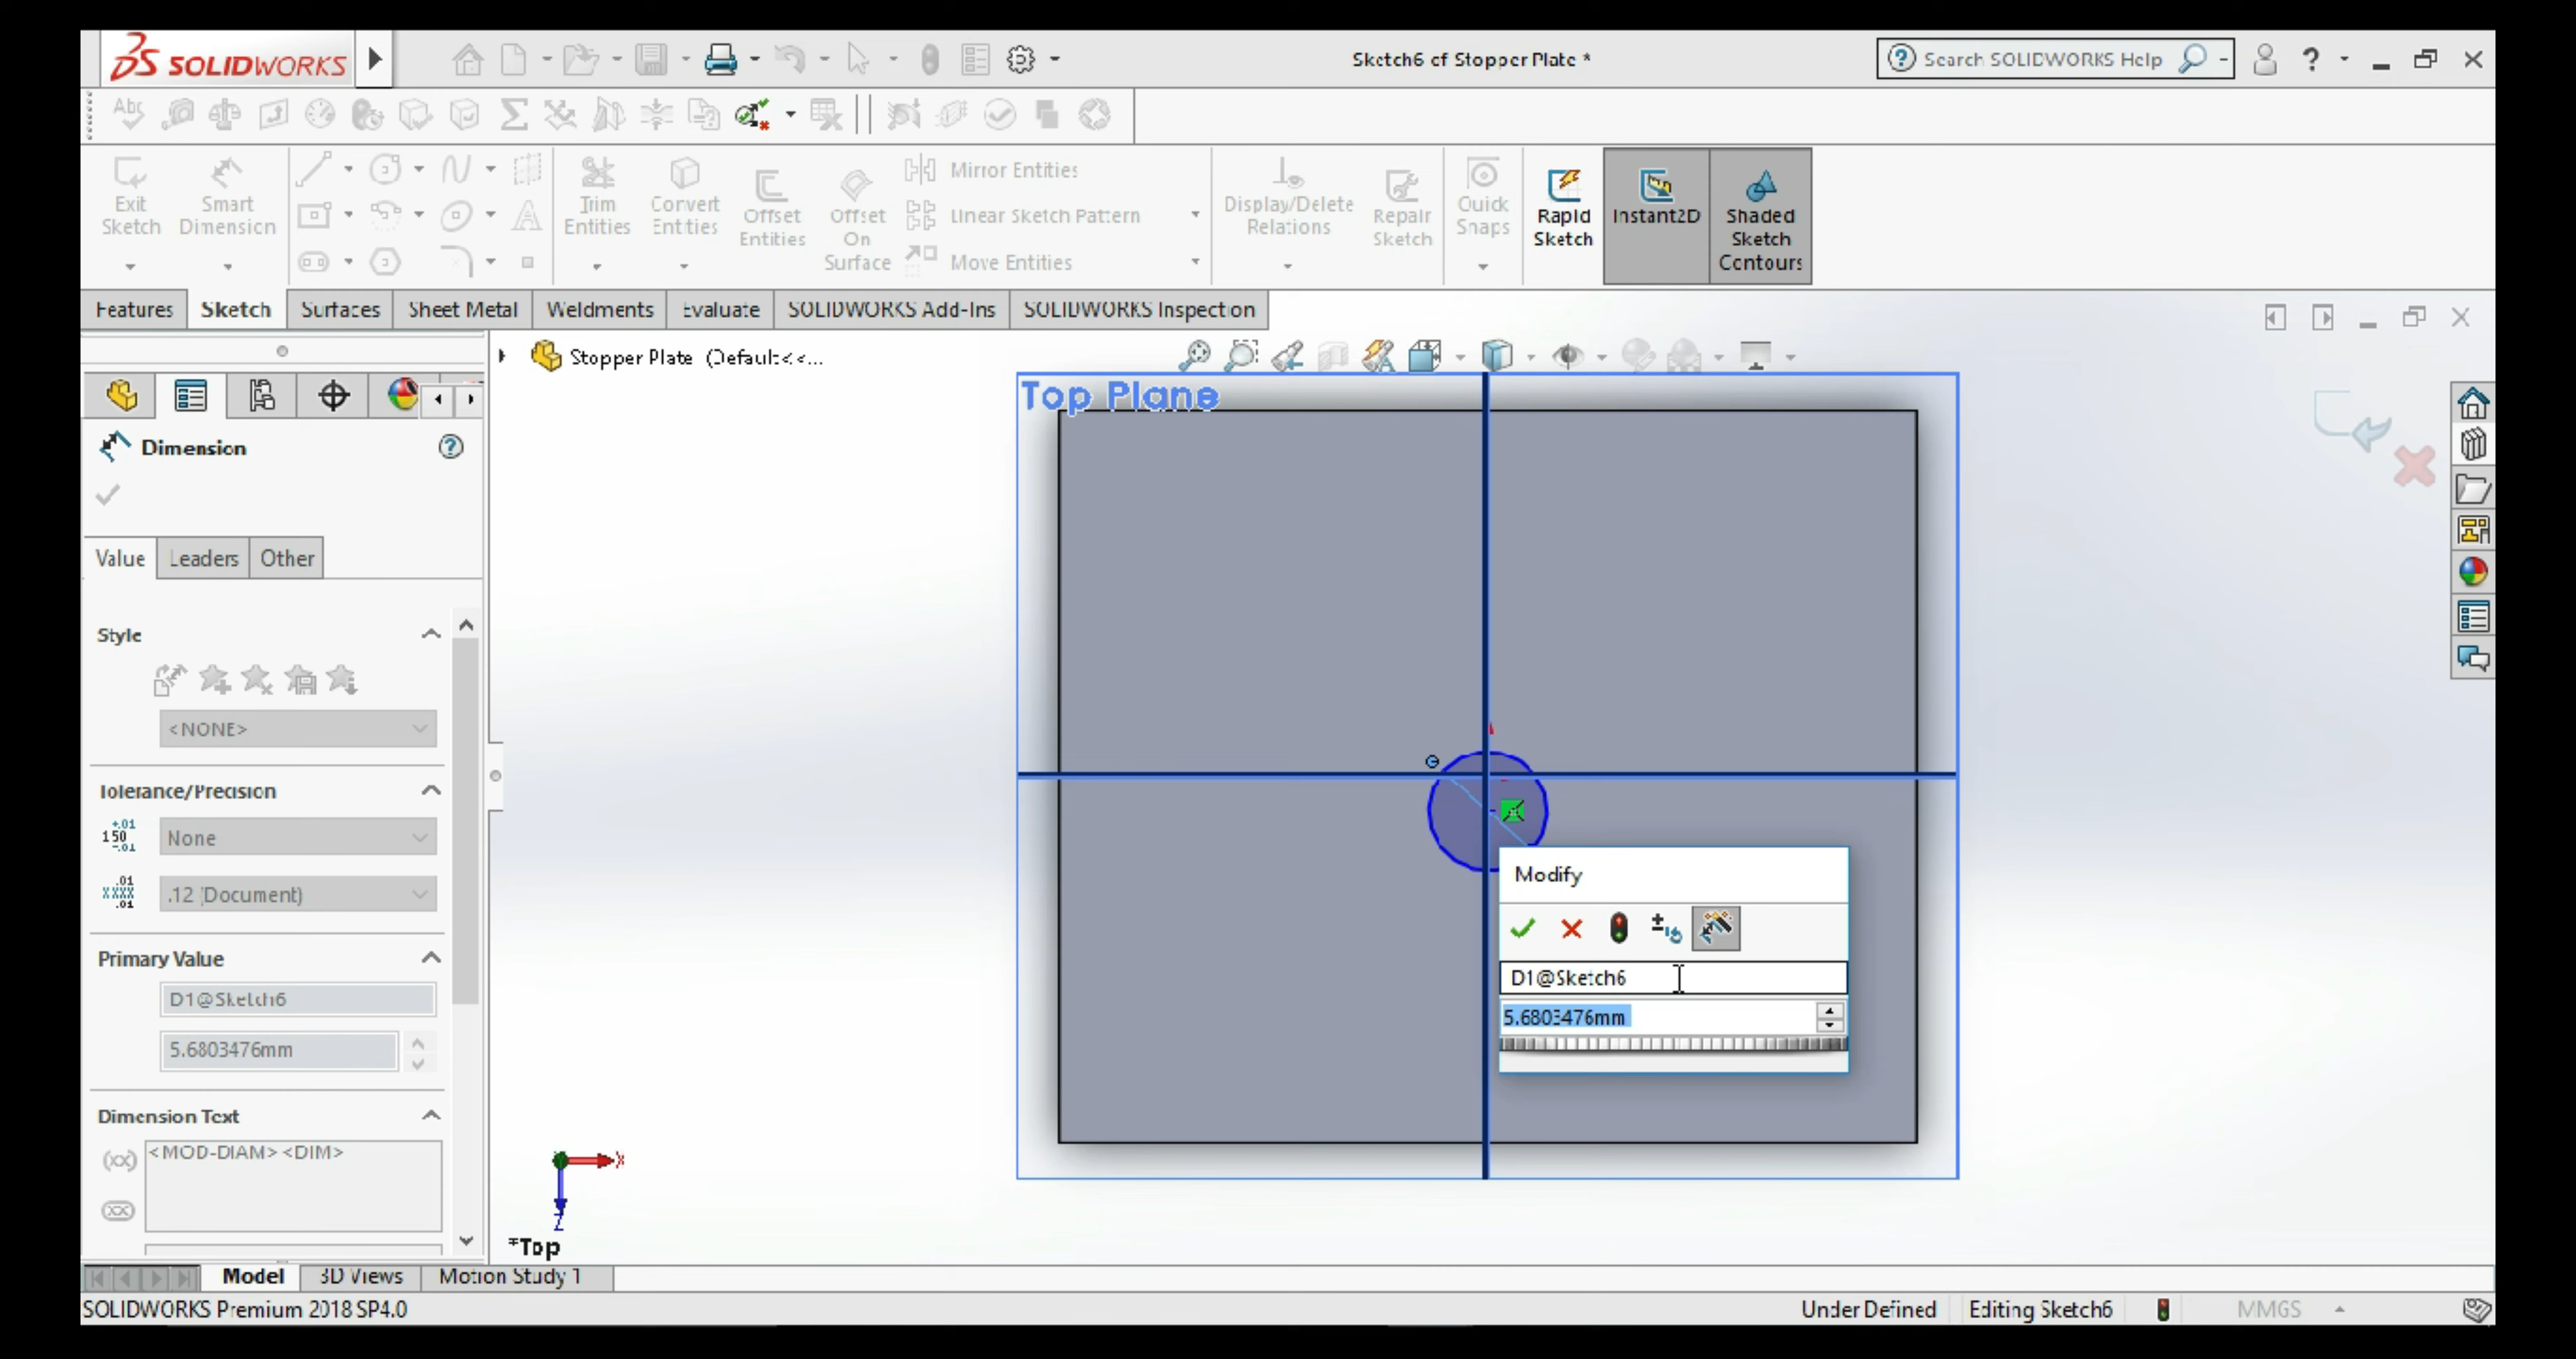 SOLIDWORKS
Sketch6 of Stopper Plate *
Search SOLIDWORKS Help
Abc
Exit Sketch
Smart Dimension
Trim Entities
Convert Entities
Offset Entities
Offset On Surface
Mirror Entities
Linear Sketch Pattern
Move Entities
Display/Delete Relations
Repair Sketch
Quick Snaps
Rapid Sketch
Instant2D
Shaded Sketch Contours
Features
Sketch
Surfaces
Sheet Metal
Weldments
Evaluate
SOLIDWORKS Add-Ins
SOLIDWORKS Inspection
Stopper Plate (Default<<...
Top Plane
Dimension
Value
Leaders
Other
Style
<NONE>
Tolerance/Precision
None
.12 (Document)
Primary Value
D1@Sketch6
5.6803476mm
Dimension Text
<MOD-DIAM><DIM>
Modify
D1@Sketch6
5.6803476mm
X
Z
*Top
Model
3D Views
Motion Study 1
SOLIDWORKS Premium 2018 SP4.0
Under Defined
Editing Sketch6
MMGS